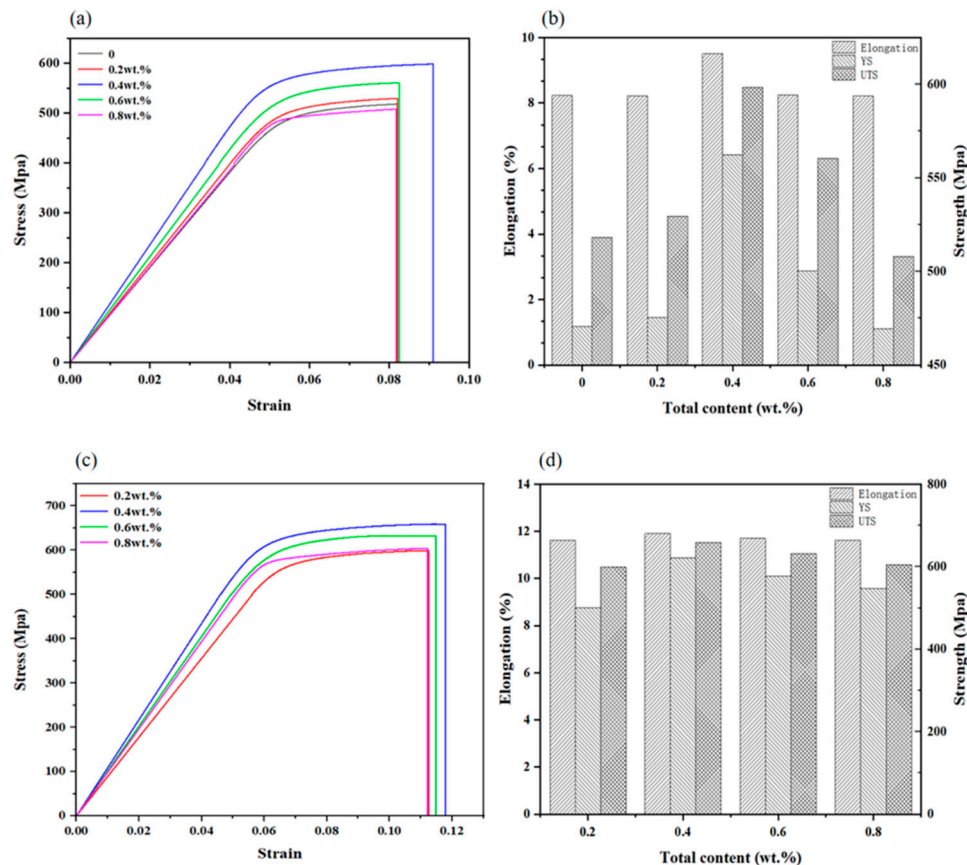 (a)
0
0.2wt.%
0.4wt.%
0.6wt.%
0.8wt.%
600
500
400
300
200
100
0
Stress (Mpa)
0.00 0.02 0.04 0.06 0.08 0.10
Strain
(b)
Elongation
YS
UTS
10
8
6
4
2
0
Elongation (%)
600
550
500
450
Strength (Mpa)
0 0.2 0.4 0.6 0.8
Total content (wt.%)
(c)
0.2wt.%
0.4wt.%
0.6wt.%
0.8wt.%
700
600
500
400
300
200
100
0
Stress (Mpa)
0.00 0.02 0.04 0.06 0.08 0.10 0.12
Strain
(d)
Elongation
YS
UTS
14
12
10
8
6
4
2
0
Elongation (%)
800
600
400
200
0
Strength (Mpa)
0.2 0.4 0.6 0.8
Total content (wt.%)